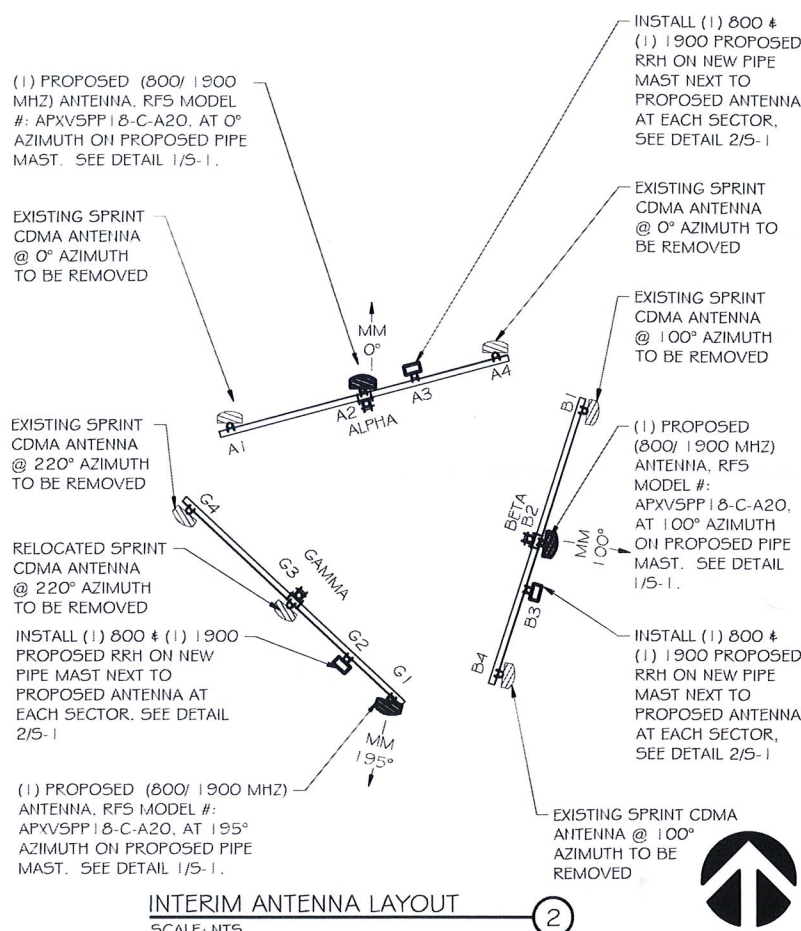 (1) PROPOSED (800/ 1900
MHZ) ANTENNA, RFS MODEL
#: APXVSPP18-C-A20, AT 0°
AZIMUTH ON PROPOSED PIPE
MAST. SEE DETAIL 1/S-1.
INSTALL (1) 800 &
(1) 1900 PROPOSED
RRH ON NEW PIPE
MAST NEXT TO
PROPOSED ANTENNA
AT EACH SECTOR,
SEE DETAIL 2/S-1
EXISTING SPRINT
CDMA ANTENNA
@ 0° AZIMUTH
TO BE REMOVED
EXISTING SPRINT
CDMA ANTENNA
@ 0° AZIMUTH TO
BE REMOVED
MM
0°
A1
A2
A3
A4
ALPHA
EXISTING SPRINT
CDMA ANTENNA
@ 100° AZIMUTH
TO BE REMOVED
EXISTING SPRINT
CDMA ANTENNA
@ 220° AZIMUTH
TO BE REMOVED
B1
B2
BETA
B3
B4
MM
100°
(1) PROPOSED
(800/ 1900 MHZ)
ANTENNA, RFS
MODEL #:
APXVSPP18-C-A20,
AT 100° AZIMUTH
ON PROPOSED PIPE
MAST. SEE DETAIL
1/S-1.
RELOCATED SPRINT
CDMA ANTENNA
@ 220° AZIMUTH
TO BE REMOVED
G4
G3
GAMMA
G2
G1
MM
195°
INSTALL (1) 800 & (1) 1900
PROPOSED RRH ON NEW
PIPE MAST NEXT TO
PROPOSED ANTENNA AT
EACH SECTOR. SEE DETAIL
2/S-1
INSTALL (1) 800 &
(1) 1900 PROPOSED
RRH ON NEW PIPE
MAST NEXT TO
PROPOSED ANTENNA
AT EACH SECTOR,
SEE DETAIL 2/S-1
(1) PROPOSED (800/ 1900 MHZ)
ANTENNA, RFS MODEL #:
APXVSPP18-C-A20, AT 195°
AZIMUTH ON PROPOSED PIPE
MAST. SEE DETAIL 1/S-1.
EXISTING SPRINT CDMA
ANTENNA @ 100°
AZIMUTH TO BE
REMOVED
INTERIM ANTENNA LAYOUT
2
SCALE: NTS